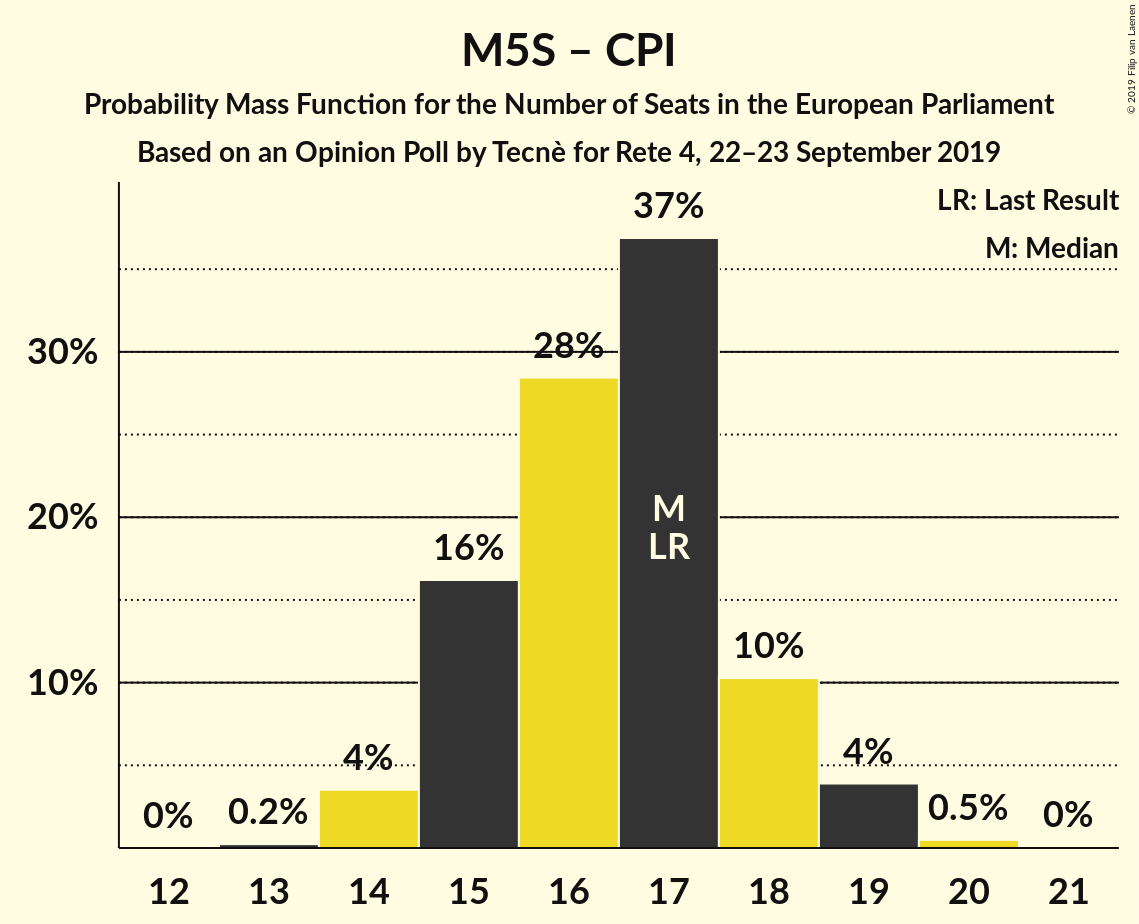 M5S – CPI
Probability Mass Function for the Number of Seats in the European Parliament
Based on an Opinion Poll by Tecnè for Rete 4, 22–23 September 2019
© 2019 Filip van Laenen
LR: Last Result
M: Median
37%
30%
28%
20%
M
LR
16%
10%
10%
4%
4%
0%
0.2%
0.5%
0%
12 13 14 15 16 17 18 19 20 21